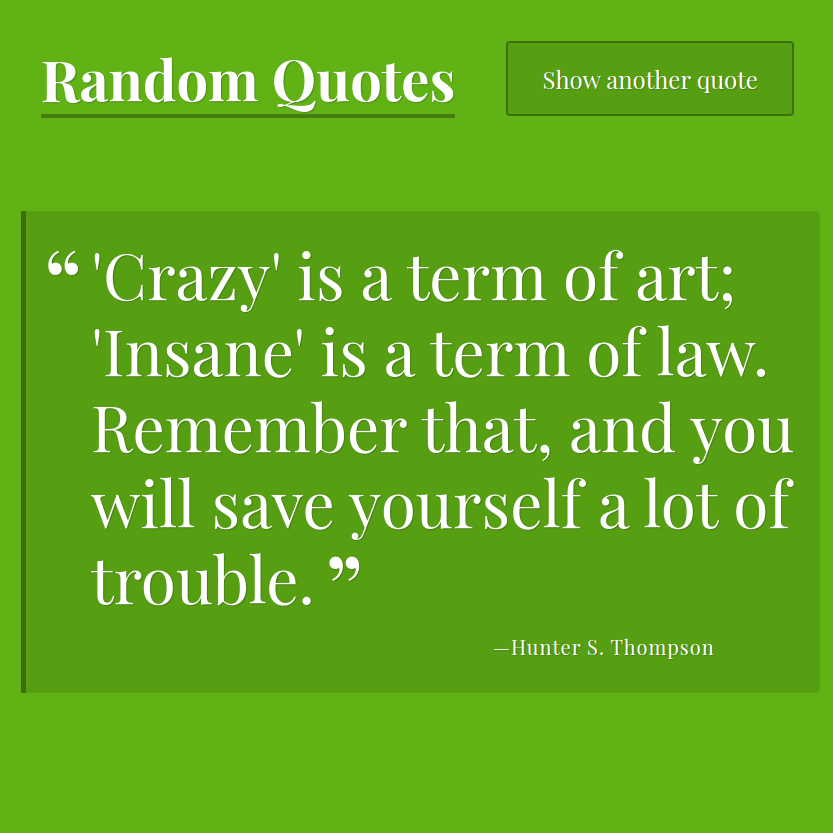 Random Quotes
Show another quote
“ 'Crazy' is a term of art;
'Insane' is a term of law.
Remember that, and you
will save yourself a lot of
trouble. ”
—Hunter S. Thompson